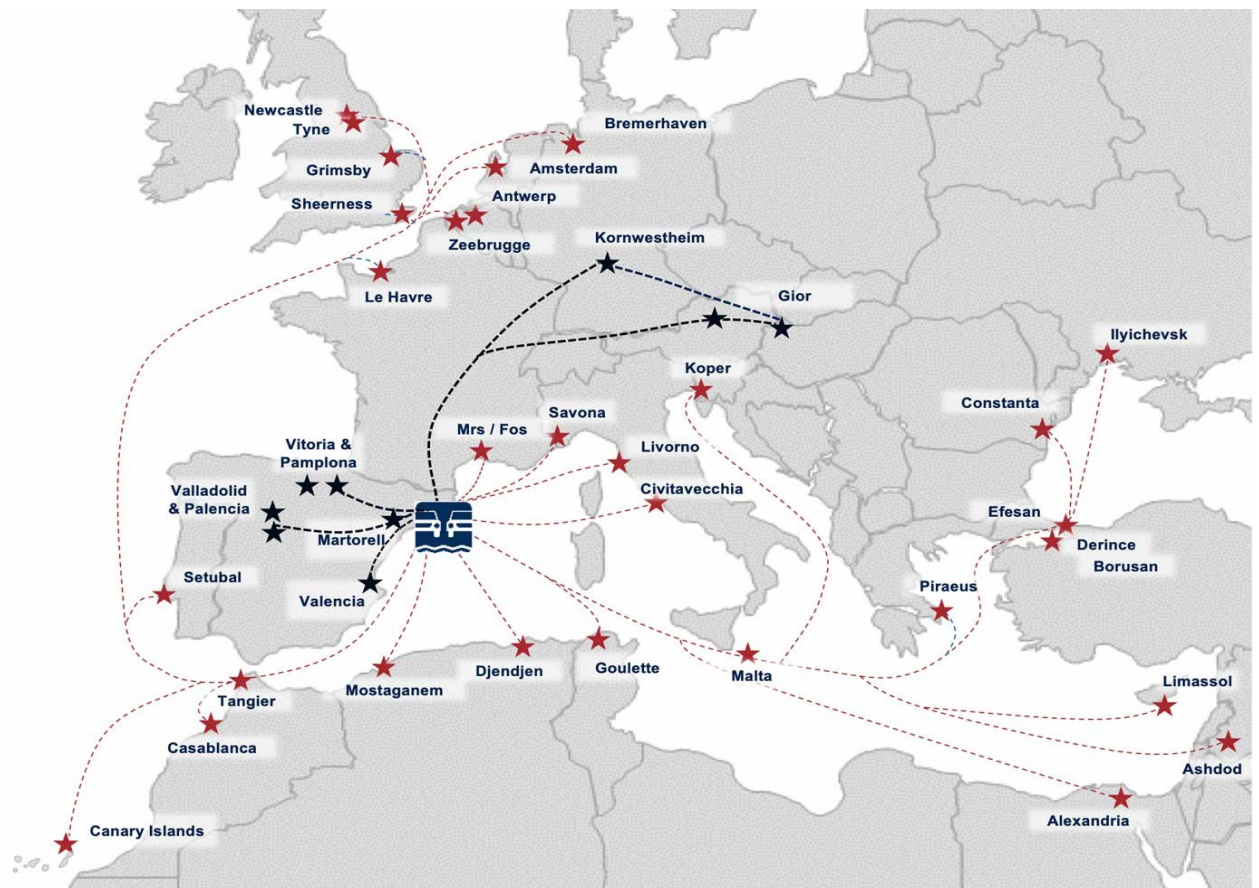 Newcastle
Tyne
Bremerhaven
Grimsby
Amsterdam
Sheerness
Antwerp
Zeebrugge
Kornwestheim
Le Havre
Gior
Ilyichevsk
Koper
Constanta
Savona
Mrs / Fos
Vitoria &
Pamplona
Livorno
Valladolid
& Palencia
Civitavecchia
Efesan
Martorell
Derince
Borusan
Setubal
Piraeus
Valencia
Goulette
Djendjen
Malta
Limassol
Mostaganem
Tangier
Casablanca
Ashdod
Alexandria
Canary Islands